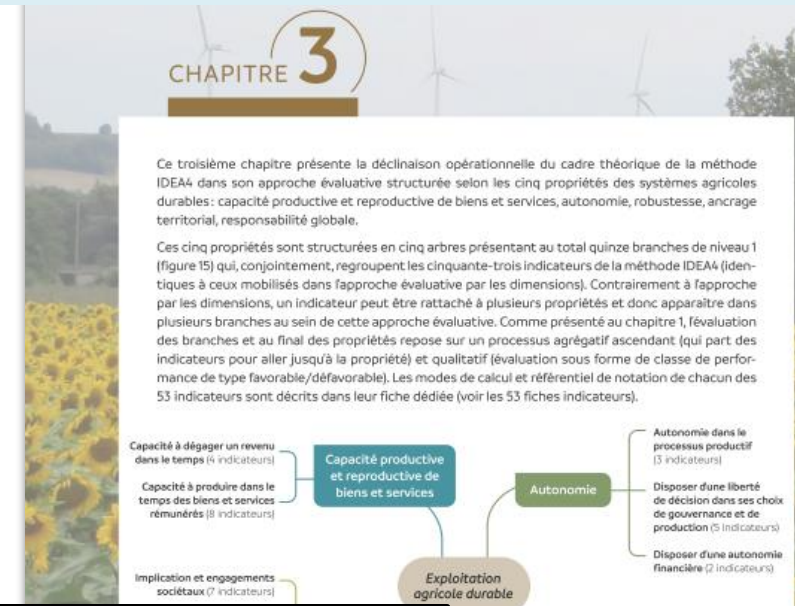 CHAPITRE 3
Ce troisième chapitre présente la déclinaison opérationnelle du cadre théorique de la méthode
IDEA4 dans son approche évaluative structurée selon les cinq propriétés des systèmes agricoles
durables : capacité productive et reproductive de biens et services, autonomie, robustesse, ancrage
territorial, responsabilité globale.
Ces cinq propriétés sont structurées en cinq arbres présentant au total quinze branches de niveau 1
(figure 15) qui, conjointement, regroupent les cinquante-trois indicateurs de la méthode IDEA4 (iden-
tiques à ceux mobilisés dans l'approche évaluative par les dimensions). Contrairement à l'approche
par les dimensions, un indicateur peut être rattaché à plusieurs propriétés et donc apparaître dans
plusieurs branches au sein de cette approche évaluative. Comme présenté au chapitre 1, l'évaluation
des branches et au final des propriétés repose sur un processus agrégatif ascendant (qui part des
indicateurs pour aller jusqu'à la propriété) et qualitatif (évaluation sous forme de classe de perfor-
mance de type favorable/défavorable). Les modes de calcul et référentiel de notation de chacun des
53 indicateurs sont décrits dans leur fiche dédiée (voir les 53 fiches indicateurs).
Capacité à dégager un revenu
dans le temps (4 indicateurs)
Capacité à produire dans le
temps des biens et services
rémunérés (8 indicateurs)
Capacité productive
et reproductive de
biens et services
Autonomie
Autonomie dans le
processus productif
(3 indicateurs)
Disposer d'une liberté
de décision dans ses choix
de gouvernance et de
production (5 indicateurs)
Disposer d'une autonomie
financière (2 indicateurs)
Implication et engagements
sociétaux (7 indicateurs)
Exploitation
agricole durable